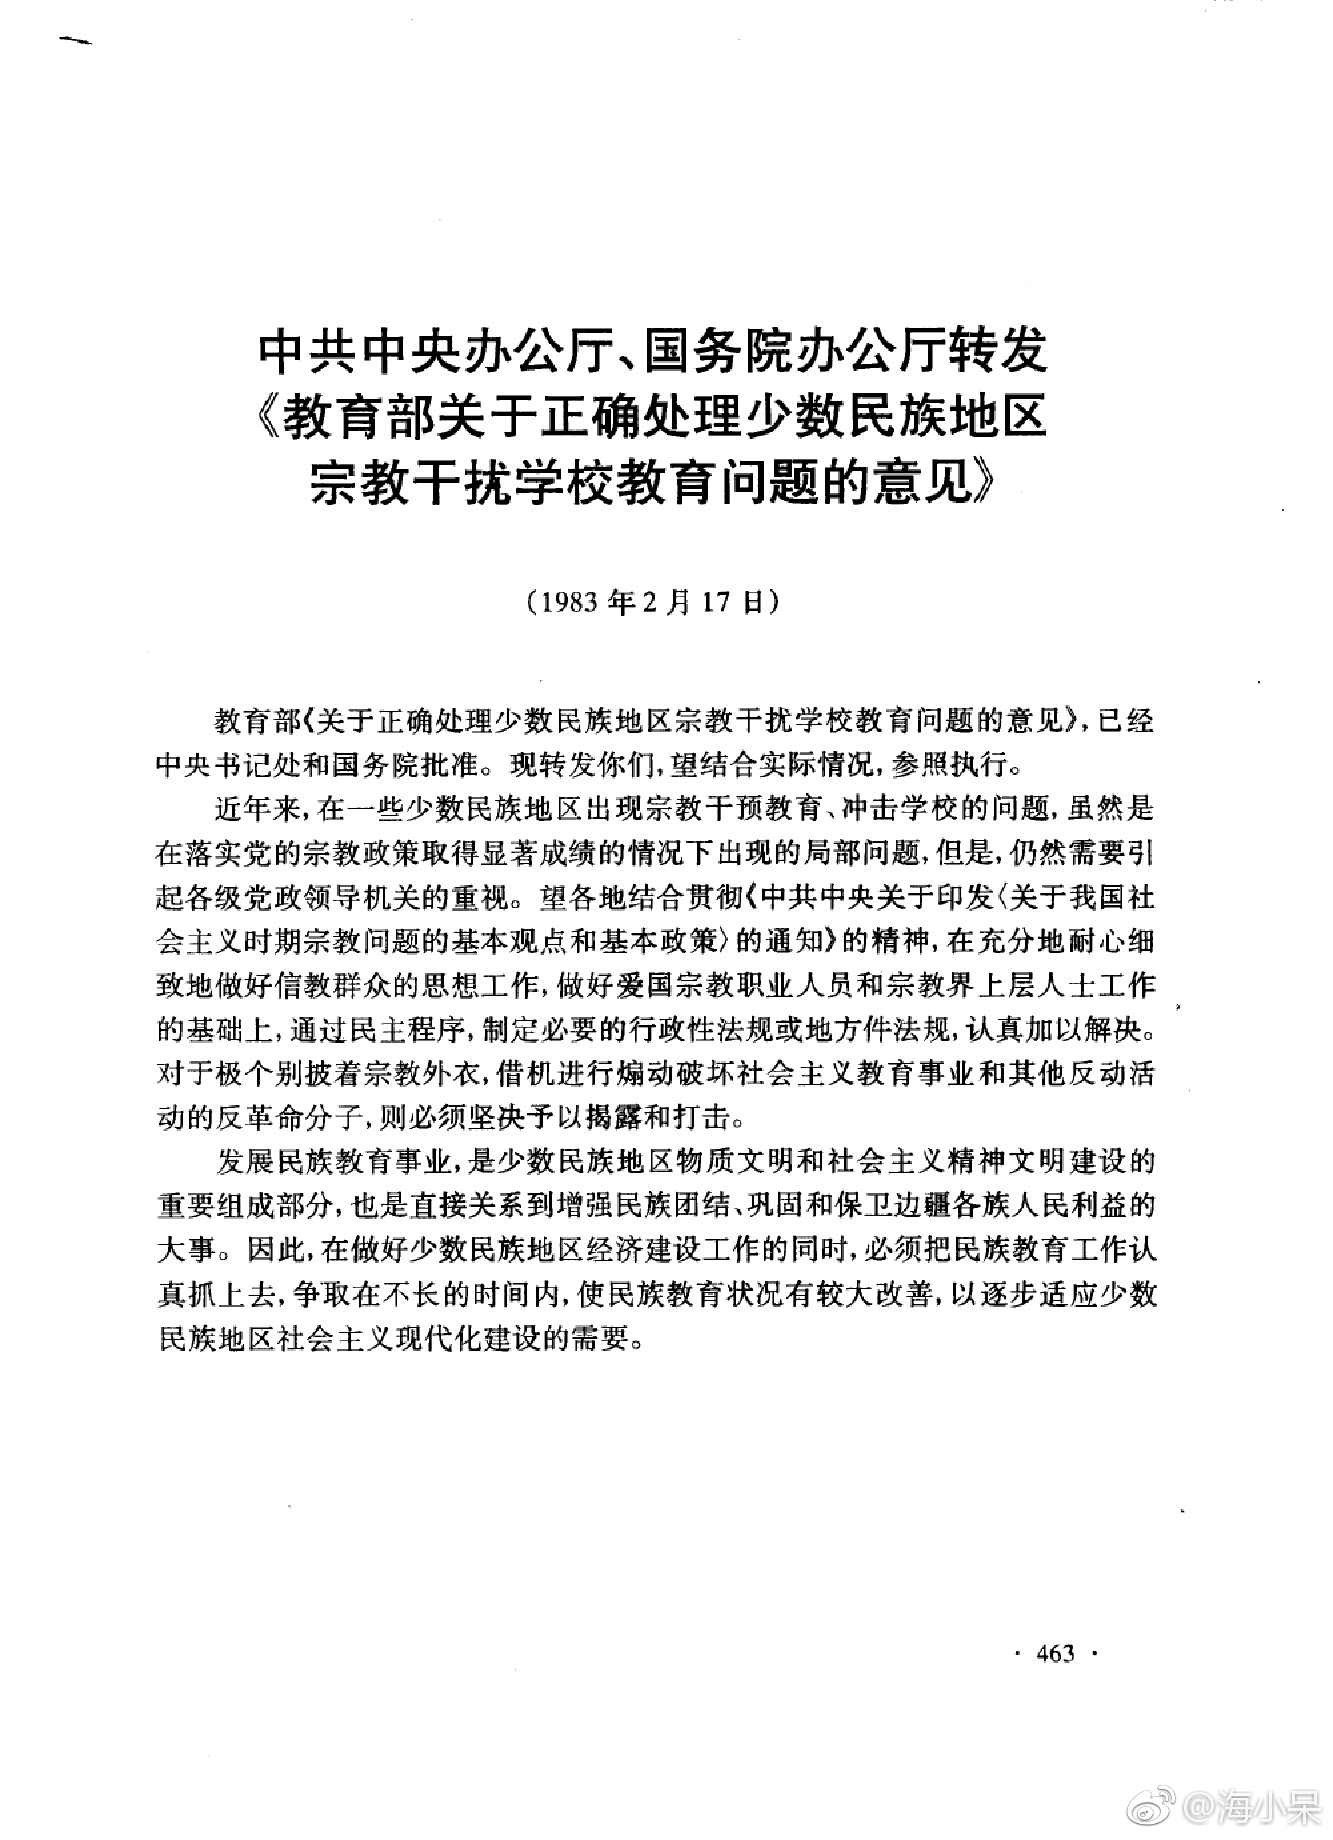 中共中央办公厅、国务院办公厅转发
《教育部关于正确处理少数民族地区
宗教干扰学校教育问题的意见》
(1983 年 2 月 17 日)
教育部《关于正确处理少数民族地区宗教干扰学校教育问题的意见》,已经
中央书记处和国务院批准。现转发你们,望结合实际情况,参照执行。
近年来,在一些少数民族地区出现宗教干预教育、冲击学校的问题,虽然是
在落实党的宗教政策取得显著成绩的情况下出现的局部问题,但是,仍然需要引
起各级党政领导机关的重视。望各地结合贯彻《中共中央关于印发〈关于我国社
会主义时期宗教问题的基本观点和基本政策〉的通知》的精神,在充分地耐心细
致地做好信教群众的思想工作,做好爱国宗教职业人员和宗教界上层人士工作
的基础上,通过民主程序,制定必要的行政性法规或地方件法规,认真加以解决。
对于极个别披着宗教外衣,借机进行煽动破坏社会主义教育事业和其他反动活
动的反革命分子,则必须坚决予以揭露和打击。
发展民族教育事业,是少数民族地区物质文明和社会主义精神文明建设的
重要组成部分,也是直接关系到增强民族团结、巩固和保卫边疆各族人民利益的
大事。因此,在做好少数民族地区经济建设工作的同时,必须把民族教育工作认
真抓上去,争取在不长的时间内,使民族教育状况有较大改善,以逐步适应少数
民族地区社会主义现代化建设的需要。
· 463 ·
@海小呆